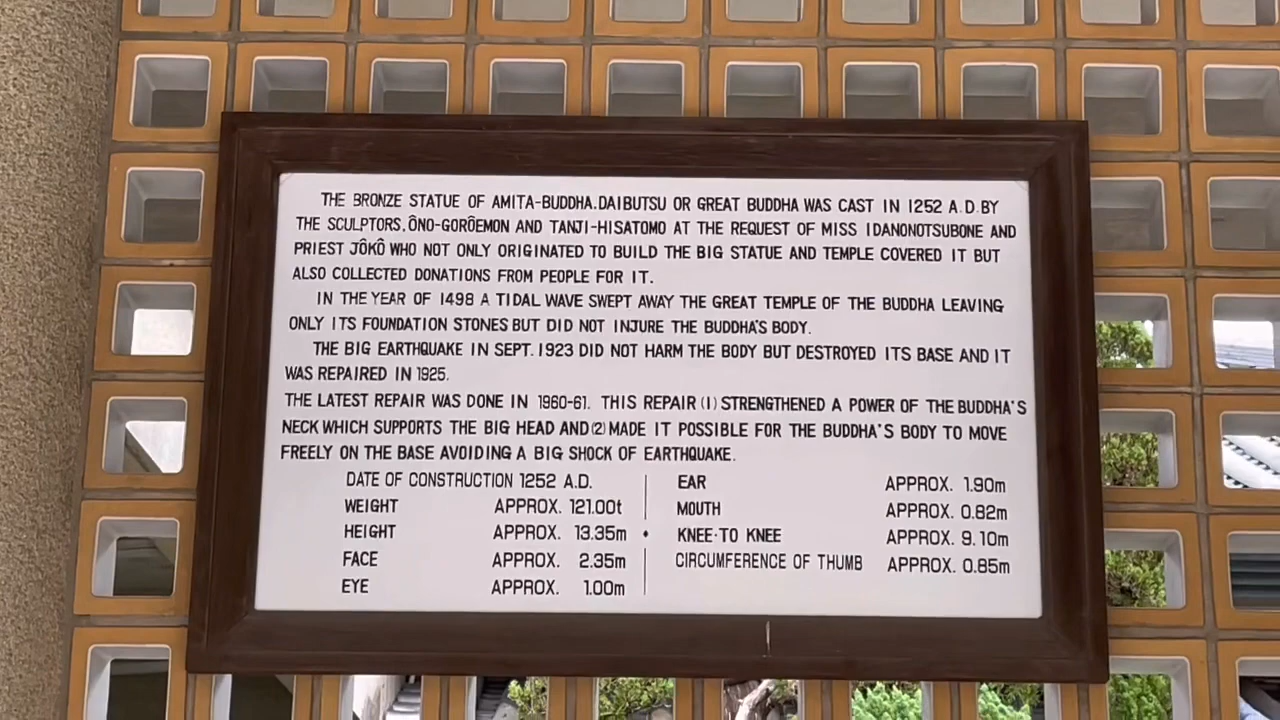 THE BRONZE STATUE OF AMITA-BUDDHA.DAIBUTSU OR GREAT BUDDHA WAS CAST IN 1252 A.D.BY
THE SCULPTORS,ÔNO-GORÔEMON AND TANJI-HISATOMO AT THE REQUEST OF MISS IDANONOTSUBONE AND
PRIEST JÔKÔ WHO NOT ONLY ORIGINATED TO BUILD THE BIG STATUE AND TEMPLE COVERED IT BUT
ALSO COLLECTED DONATIONS FROM PEOPLE FOR IT.
IN THE YEAR OF 1498 A TIDAL WAVE SWEPT AWAY THE GREAT TEMPLE OF THE BUDDHA LEAVING
ONLY ITS FOUNDATION STONES BUT DID NOT INJURE THE BUDDHA'S BODY.
THE BIG EARTHQUAKE IN SEPT. 1923 DID NOT HARM THE BODY BUT DESTROYED ITS BASE AND IT
WAS REPAIRED IN 1925.
THE LATEST REPAIR WAS DONE IN 1960-61. THIS REPAIR (1) STRENGTHENED A POWER OF THE BUDDHA'S
NECK WHICH SUPPORTS THE BIG HEAD AND (2) MADE IT POSSIBLE FOR THE BUDDHA'S BODY TO MOVE
FREELY ON THE BASE AVOIDING A BIG SHOCK OF EARTHQUAKE.
DATE OF CONSTRUCTION 1252 A.D.
WEIGHT APPROX. 121.00t
HEIGHT APPROX. 13.35m
FACE APPROX. 2.35m
EYE APPROX. 1.00m
EAR APPROX. 1.90m
MOUTH APPROX. 0.82m
KNEE-TO KNEE APPROX. 9.10m
CIRCUMFERENCE OF THUMB APPROX. 0.85m